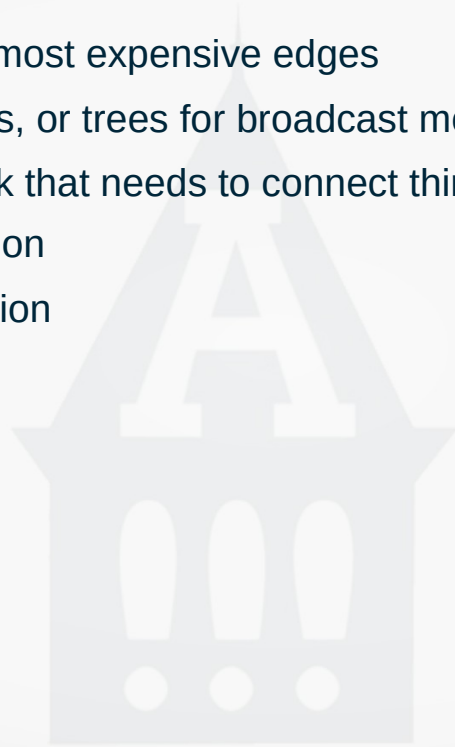 most expensive edges
s, or trees for broadcast m
k that needs to connect thi
on
ion
A